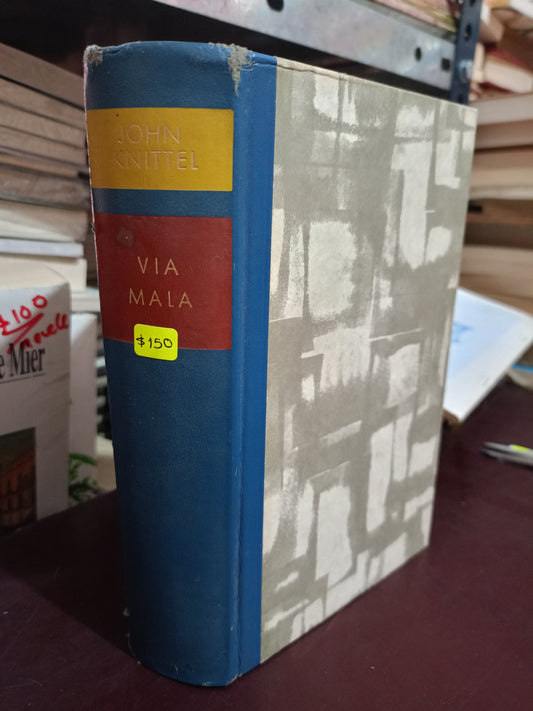 JOHN
KNITTEL
VIA
MALA
$150
$100
Mier